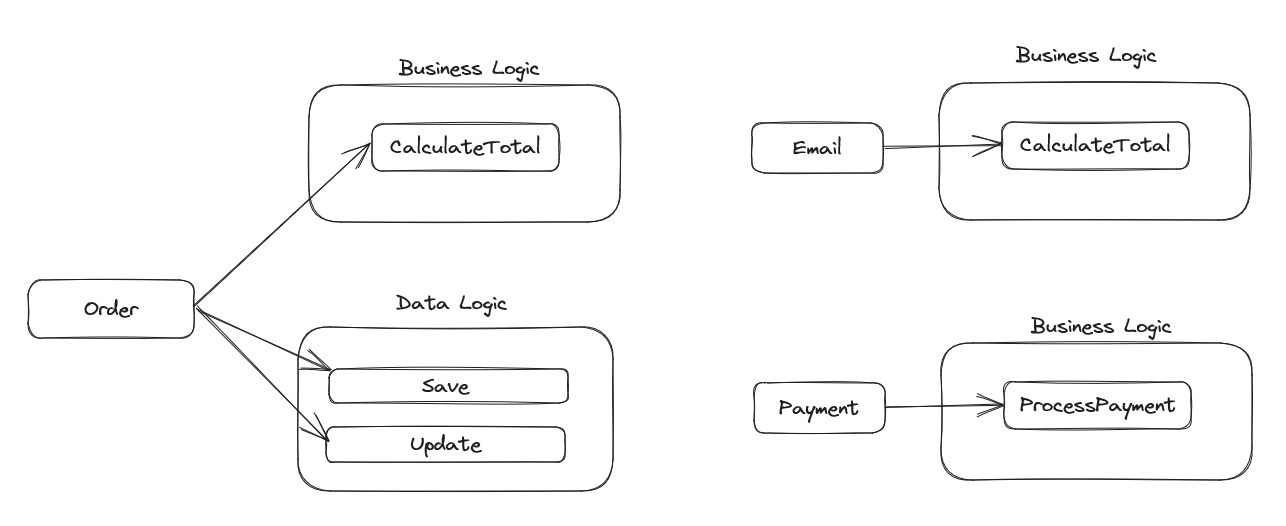 Business Logic
CalculateTotal
Order
Data Logic
Save
Update
Business Logic
Email
CalculateTotal
Business Logic
Payment
ProcessPayment